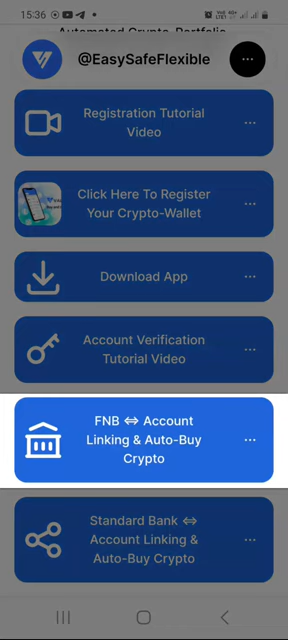 15:36
Automated Crypto-Portfolio
@EasySafeFlexible
Registration Tutorial
Video
Click Here To Register
Your Crypto-Wallet
Download App
Account Verification
Tutorial Video
FNB ⇔ Account
Linking & Auto-Buy
Crypto
Standard Bank ⇔
Account Linking &
Auto-Buy Crypto